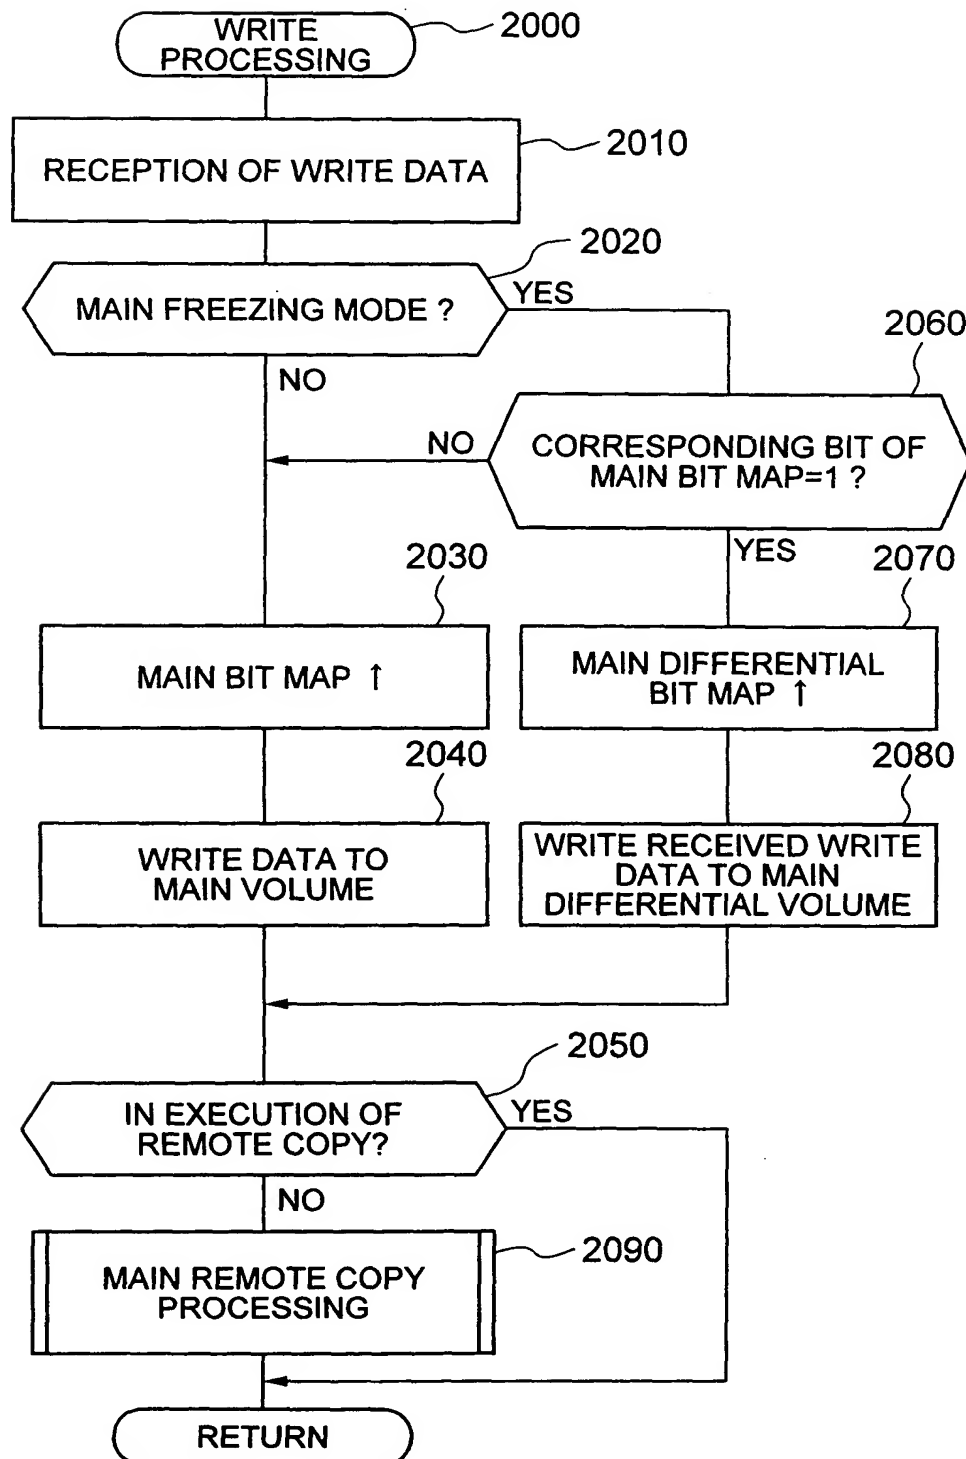 WRITE
PROCESSING
2000
RECEPTION OF WRITE DATA
2010
MAIN FREEZING MODE ?
2020
YES
NO
CORRESPONDING BIT OF
MAIN BIT MAP=1 ?
2060
NO
YES
MAIN BIT MAP ↑
2030
MAIN DIFFERENTIAL
BIT MAP ↑
2070
WRITE DATA TO
MAIN VOLUME
2040
WRITE RECEIVED WRITE
DATA TO MAIN
DIFFERENTIAL VOLUME
2080
IN EXECUTION OF
REMOTE COPY?
2050
YES
NO
MAIN REMOTE COPY
PROCESSING
2090
RETURN